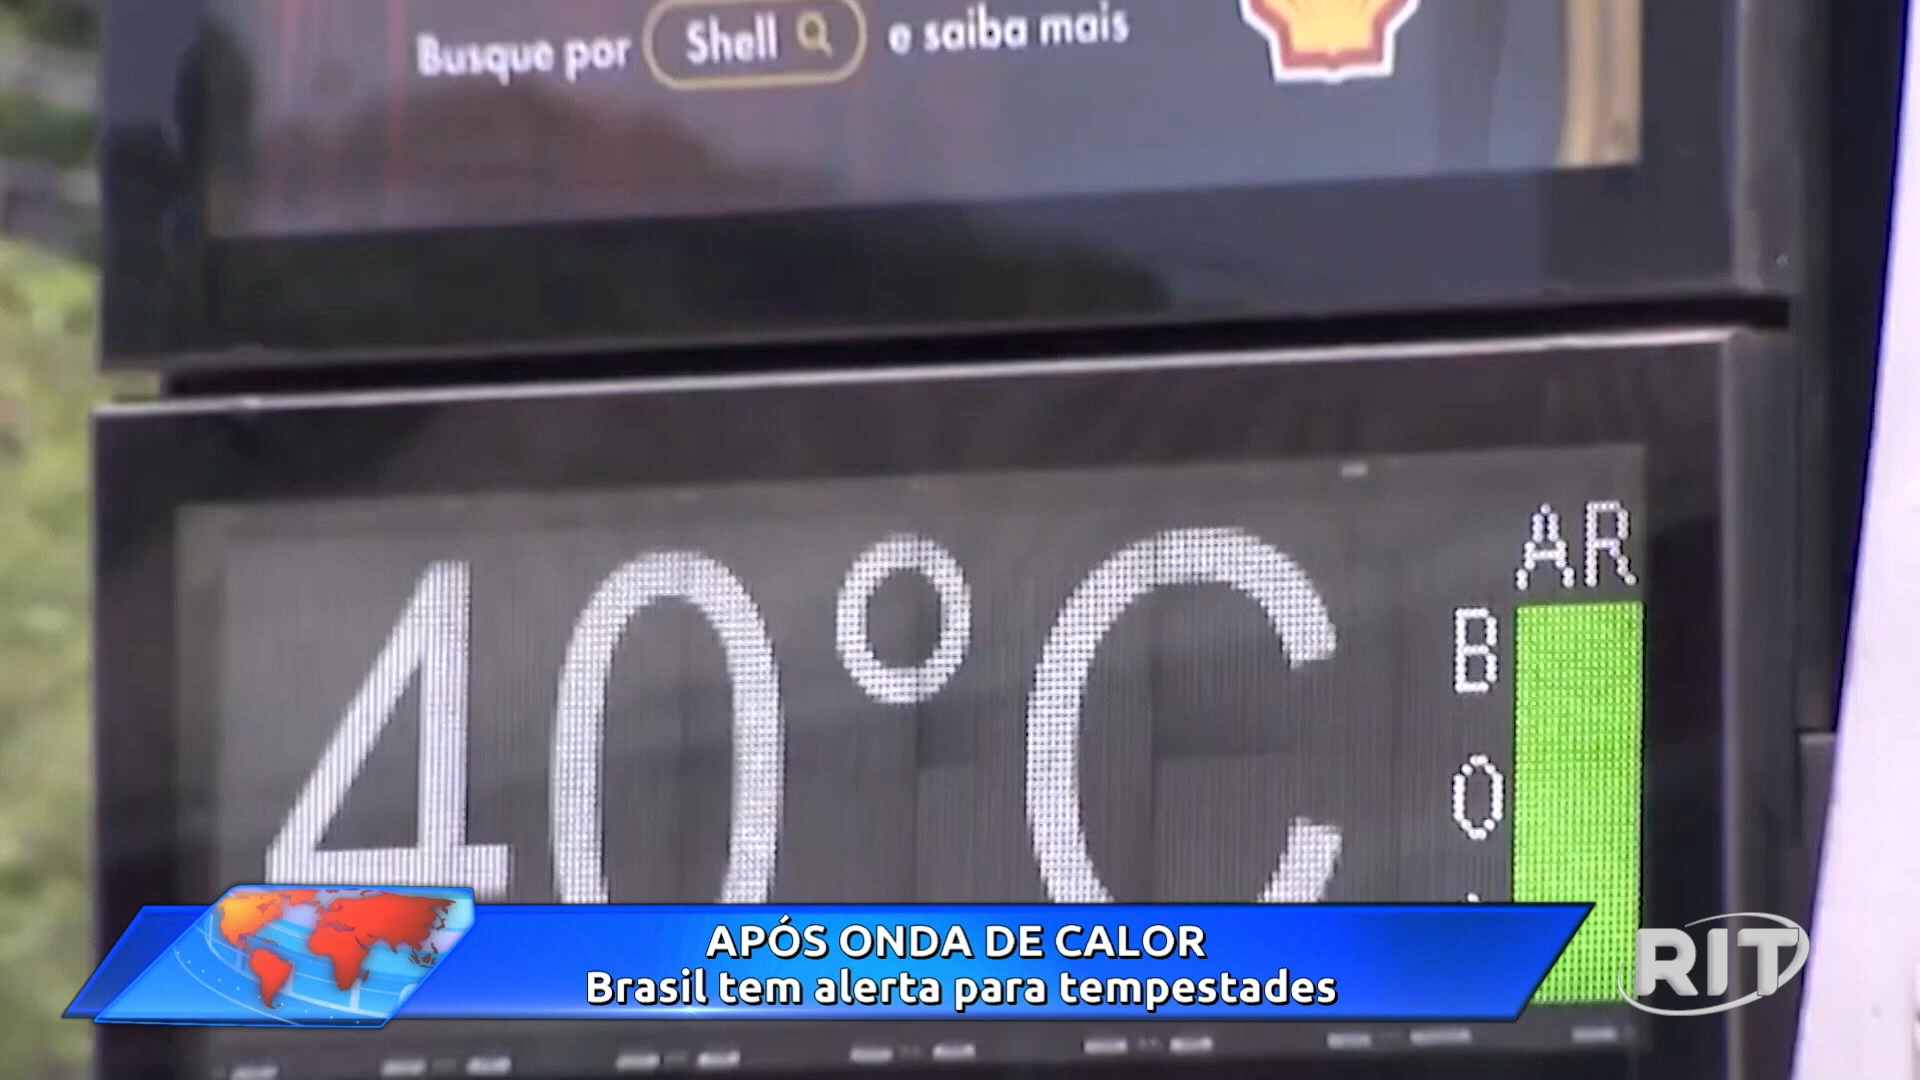 Busque por Shell e saiba mais
40°C
AR
B
O
APÓS ONDA DE CALOR
Brasil tem alerta para tempestades
RIT